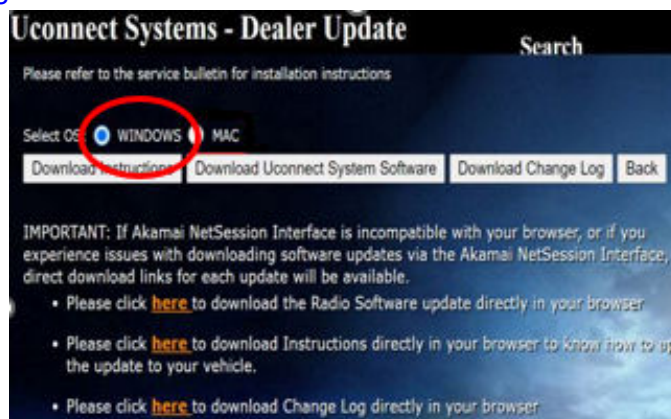 Uconnect Systems - Dealer Update
Search
Please refer to the service bulletin for installation instructions
Select OS: WINDOWS MAC
Download Instructions Download Uconnect System Software Download Change Log Back
IMPORTANT: If Akamai NetSession Interface is incompatible with your browser, or if you
experience issues with downloading software updates via the Akamai NetSession Interface,
direct download links for each update will be available.
• Please click here to download the Radio Software update directly in your browser
• Please click here to download Instructions directly in your browser to know how to
the update to your vehicle.
• Please click here to download Change Log directly in your browser